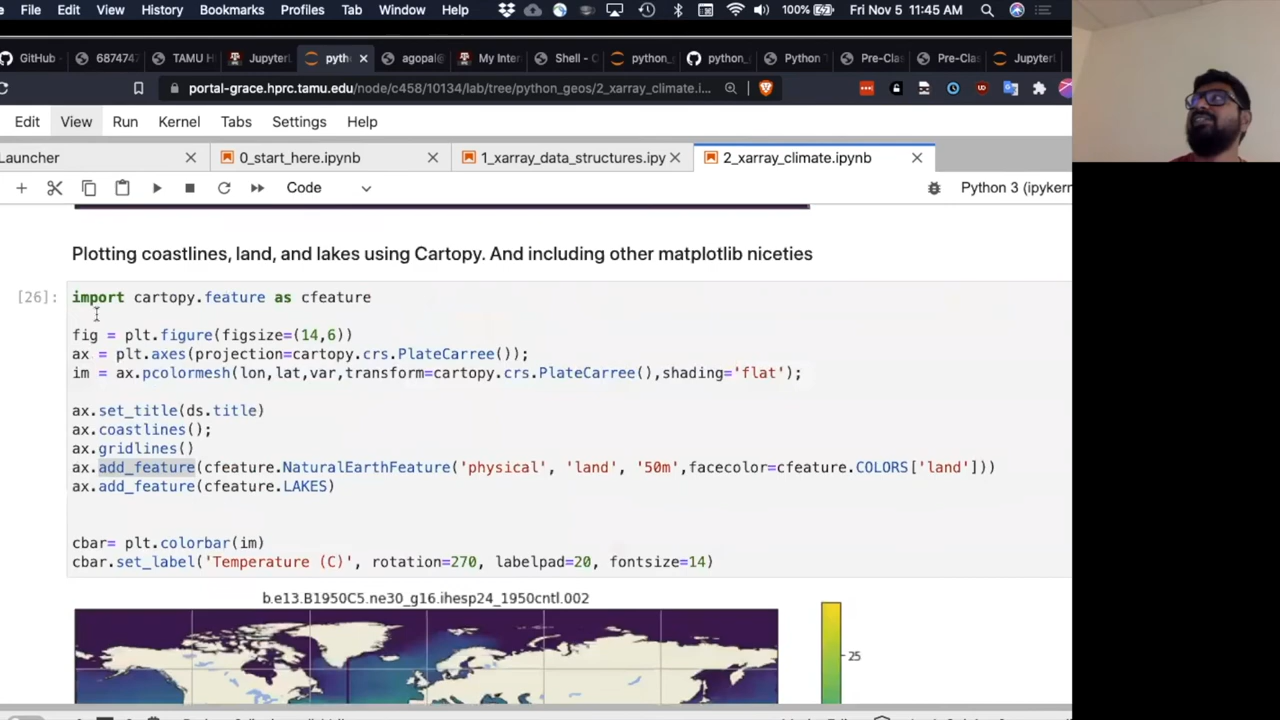 File Edit View History Bookmarks Profiles Tab Window Help 100% Fri Nov 5 11:45 AM
GitHub 6874747 TAMU H Jupyter pyth agopal My Inter Shell - C python_ python_ Python Pre-Clas Pre-Clas Jupyter
portal-grace.hprc.tamu.edu/node/c458/10134/lab/tree/python_geos/2_xarray_climate.i...
Edit View Run Kernel Tabs Settings Help
Launcher 0_start_here.ipynb 1_xarray_data_structures.ipy 2_xarray_climate.ipynb
Code Python 3 (ipykern
Plotting coastlines, land, and lakes using Cartopy. And including other matplotlib niceties
[26]: import cartopy.feature as cfeature
fig = plt.figure(figsize=(14,6))
ax = plt.axes(projection=cartopy.crs.PlateCarree());
im = ax.pcolormesh(lon,lat,var,transform=cartopy.crs.PlateCarree(),shading='flat');
ax.set_title(ds.title)
ax.coastlines();
ax.gridlines()
ax.add_feature(cfeature.NaturalEarthFeature('physical', 'land', '50m',facecolor=cfeature.COLORS['land']))
ax.add_feature(cfeature.LAKES)
cbar= plt.colorbar(im)
cbar.set_label('Temperature (C)', rotation=270, labelpad=20, fontsize=14)
b.e13.B1950C5.ne30_g16.ihesp24_1950cntl.002
25